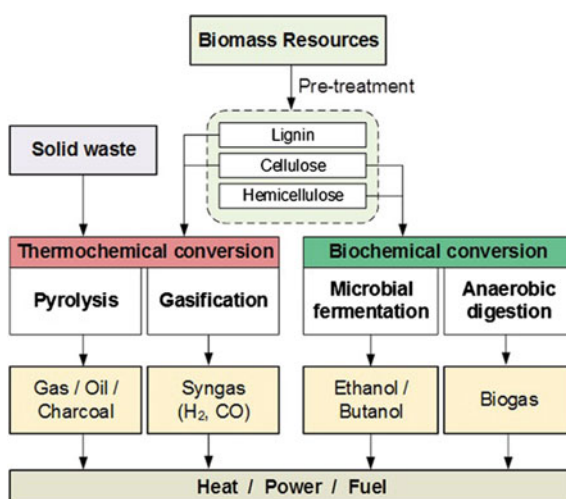 Biomass Resources
Pre-treatment
Lignin
Cellulose
Hemicellulose
Solid waste
Thermochemical conversion
Pyrolysis
Gasification
Biochemical conversion
Microbial
fermentation
Anaerobic
digestion
Gas / Oil /
Charcoal
Syngas
(H₂, CO)
Ethanol /
Butanol
Biogas
Heat / Power / Fuel